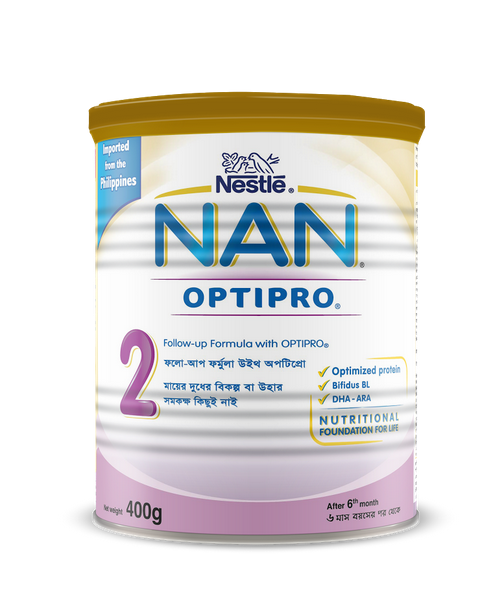 Imported
from the
Philippines
Nestlé®
NAN®
OPTIPRO®
2
Follow-up Formula with OPTIPRO®
ফলো-আপ ফর্মুলা উইথ অপটিপ্রো
মায়ের দুধের বিকল্প বা উহার
সমকক্ষ কিছুই নাই
✓ Optimized protein
✓ Bifidus BL
✓ DHA - ARA
NUTRITIONAL
FOUNDATION FOR LIFE
Net weight 400g
After 6th month
৬ মাস বয়সের পর থেকে